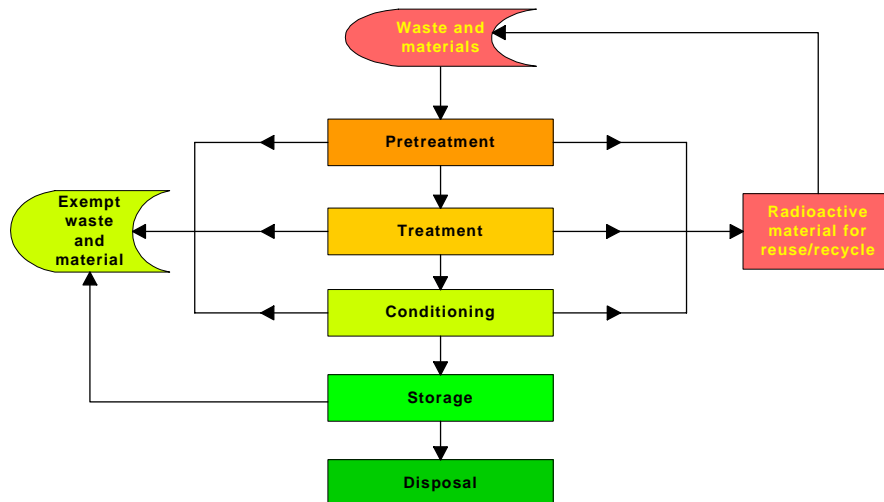 Waste and
materials
Pretreatment
Exempt
waste
and
material
Treatment
Radioactive
material for
reuse/recycle
Conditioning
Storage
Disposal